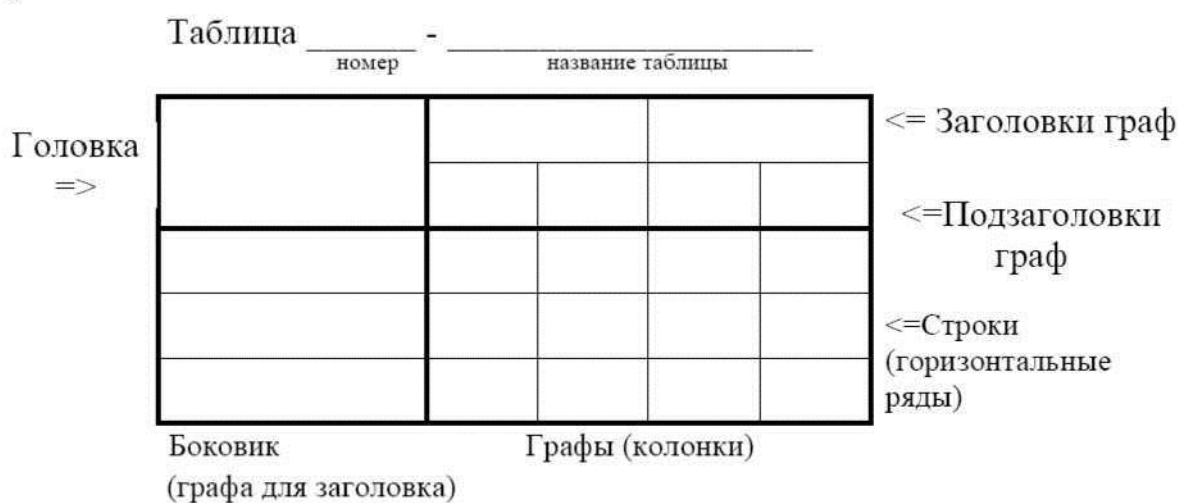 Таблица ______ - ____________________
номер название таблицы
Головка
=>
<= Заголовки граф
<=Подзаголовки
граф
<=Строки
(горизонтальные
ряды)
Боковик
(графа для заголовка)
Графы (колонки)